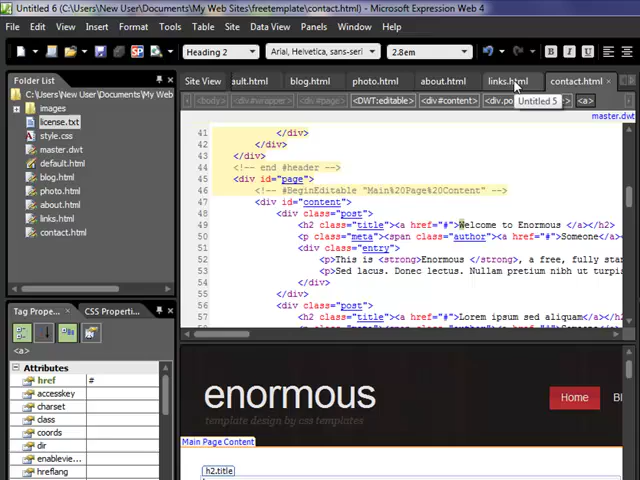 Untitled 6 (C:\Users\New User\Documents\My Web Sites\freetemplate\contact.html) - Microsoft Expression Web 4
File Edit View Insert Format Tools Table Site Data View Panels Window Help
Heading 2 Arial, Helvetica, sans-seri 2.8em B I
Folder List
C:\Users\New User\Documents\My Web
images
license.txt
style.css
master.dwt
default.html
blog.html
photo.html
about.html
links.html
contact.html
Site View ault.html blog.html photo.html about.html links.html contact.html
<body> <div#wrapper> <div#page> <DWT:editable> <div#content> <div.po <a>
Untitled 5
master.dwt
41 </div>
42 </div>
43 </div>
44 <!-- end #header -->
45 <div id="page">
46 <!-- #BeginEditable "Main%20Page%20Content" -->
47 <div id="content">
48 <div class="post">
49 <h2 class="title"><a href="#">Welcome to Enormous </a></h2>
50 <p class="meta"><span class="author"><a href="#">Someone</a
51 <div class="entry">
52 <p>This is <strong>Enormous </strong>, a free, fully sta
53 <p>Sed lacus. Donec lectus. Nullam pretium nibh ut turpi
54 </div>
55 </div>
56 <div class="post">
57 <h2 class="title"><a href="#">Lorem ipsum sed aliquam</a></h
Tag Prope... CSS Properti...
<a>
Attributes
href #
accesskey
charset
class
coords
dir
enablevie...
hreflang
enormous
template design by css templates
Home Bl
Main Page Content
h2.title